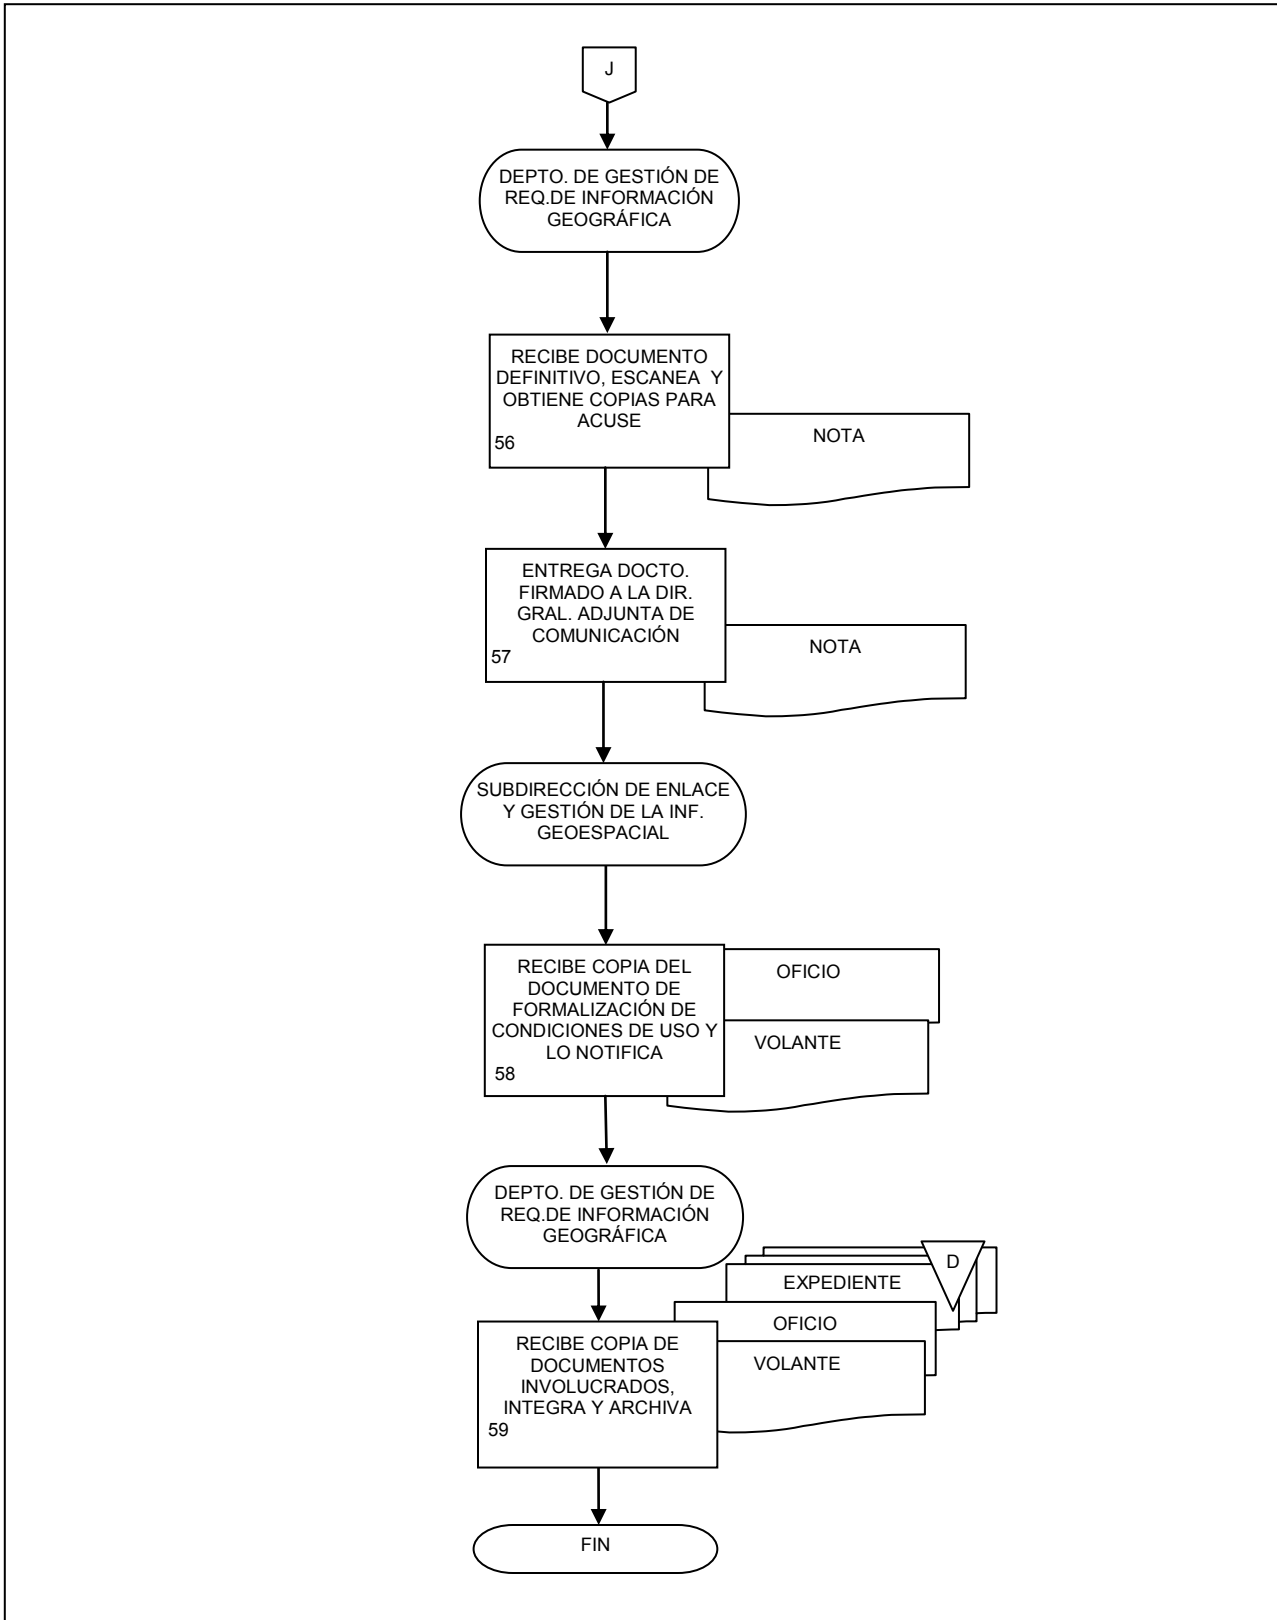 J
DEPTO. DE GESTIÓN DE
REQ.DE INFORMACIÓN
GEOGRÁFICA
RECIBE DOCUMENTO
DEFINITIVO, ESCANEA Y
OBTIENE COPIAS PARA
ACUSE
56
NOTA
ENTREGA DOCTO.
FIRMADO A LA DIR.
GRAL. ADJUNTA DE
COMUNICACIÓN
57
NOTA
SUBDIRECCIÓN DE ENLACE
Y GESTIÓN DE LA INF.
GEOESPACIAL
RECIBE COPIA DEL
DOCUMENTO DE
FORMALIZACIÓN DE
CONDICIONES DE USO Y
LO NOTIFICA
58
OFICIO
VOLANTE
DEPTO. DE GESTIÓN DE
REQ.DE INFORMACIÓN
GEOGRÁFICA
D
EXPEDIENTE
OFICIO
VOLANTE
RECIBE COPIA DE
DOCUMENTOS
INVOLUCRADOS,
INTEGRA Y ARCHIVA
59
FIN